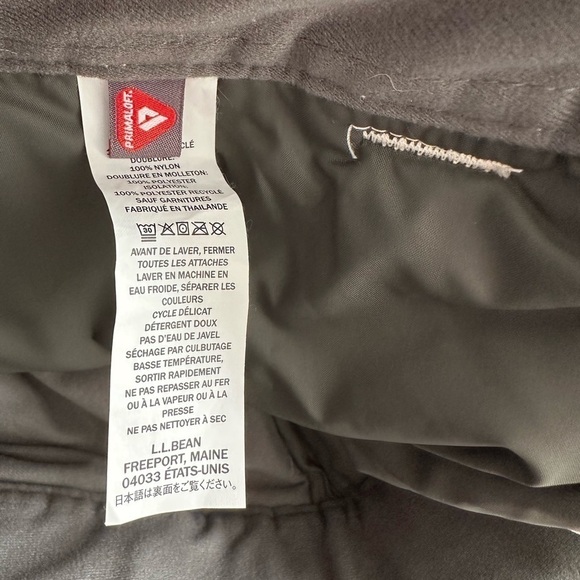 PRIMALOFT
CLÉ
DOUBLURE:
100% NYLON
DOUBLURE EN MOLLETON:
100% POLYESTER
ISOLATION:
100% POLYESTER RECYCLÉ
SAUF GARNITURES
FABRIQUÉ EN THAÏLANDE
30
AVANT DE LAVER, FERMER
TOUTES LES ATTACHES
LAVER EN MACHINE EN
EAU FROIDE, SÉPARER LES
COULEURS
CYCLE DÉLICAT
DÉTERGENT DOUX
PAS D'EAU DE JAVEL
SÉCHAGE PAR CULBUTAGE
BASSE TEMPÉRATURE,
SORTIR RAPIDEMENT
NE PAS REPASSER AU FER
OU À LA VAPEUR OU À LA
PRESSE
NE PAS NETTOYER À SEC
L.L.BEAN
FREEPORT, MAINE
04033 ÉTATS-UNIS
日本語は裏面をご覧ください。